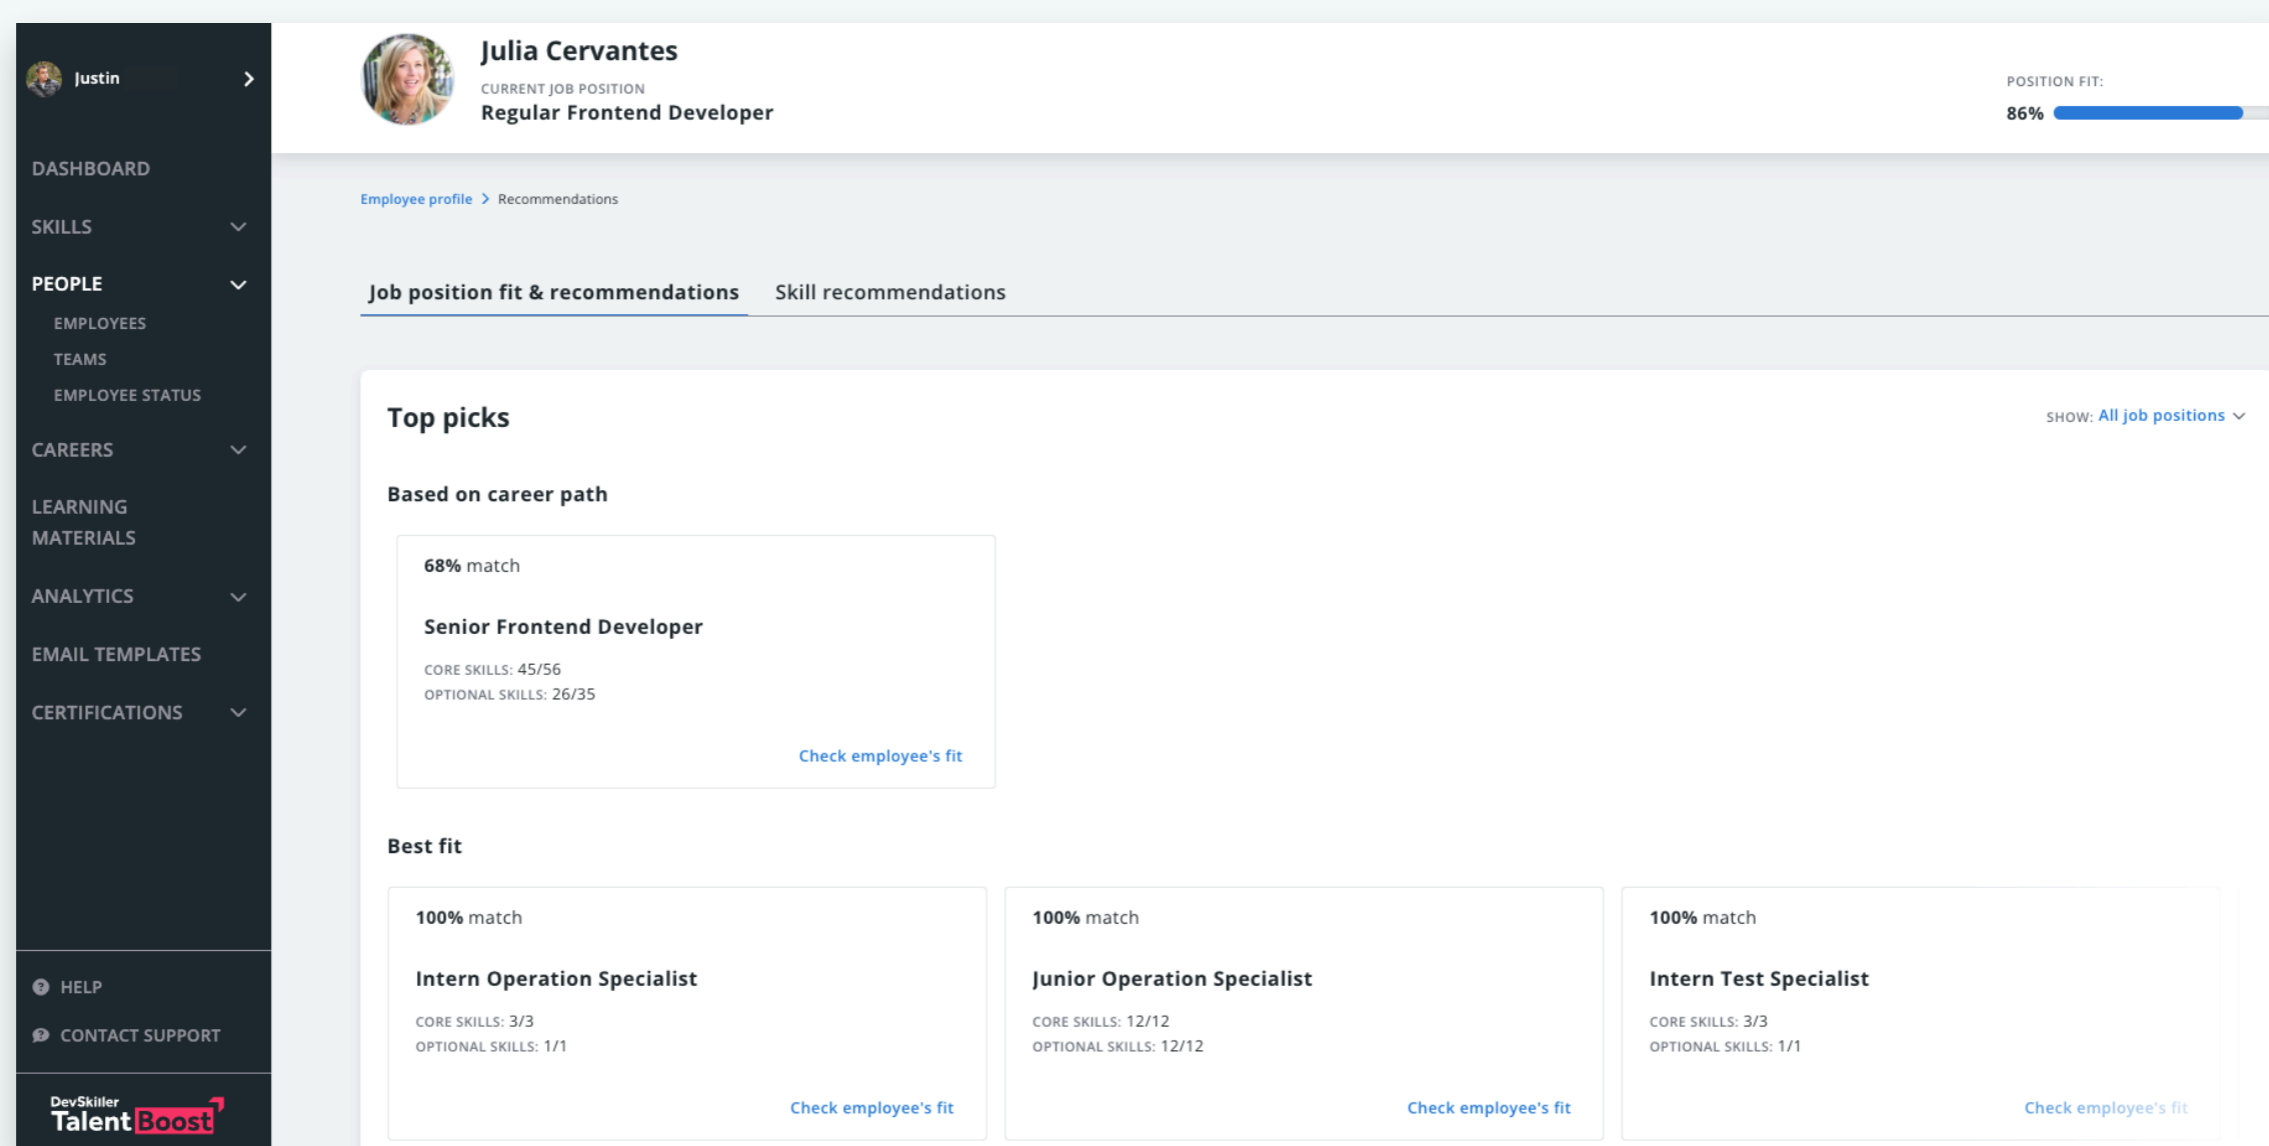 Justin
DASHBOARD
SKILLS
PEOPLE
EMPLOYEES
TEAMS
EMPLOYEE STATUS
CAREERS
LEARNING
MATERIALS
ANALYTICS
EMAIL TEMPLATES
CERTIFICATIONS
HELP
CONTACT SUPPORT
DevSkiller
Talent Boost
Julia Cervantes
CURRENT JOB POSITION
Regular Frontend Developer
POSITION FIT:
86%
Employee profile > Recommendations
Job position fit & recommendations
Skill recommendations
Top picks
SHOW: All job positions
Based on career path
68% match
Senior Frontend Developer
CORE SKILLS: 45/56
OPTIONAL SKILLS: 26/35
Check employee's fit
Best fit
100% match
Intern Operation Specialist
CORE SKILLS: 3/3
OPTIONAL SKILLS: 1/1
Check employee's fit
100% match
Junior Operation Specialist
CORE SKILLS: 12/12
OPTIONAL SKILLS: 12/12
Check employee's fit
100% match
Intern Test Specialist
CORE SKILLS: 3/3
OPTIONAL SKILLS: 1/1
Check employee's fit